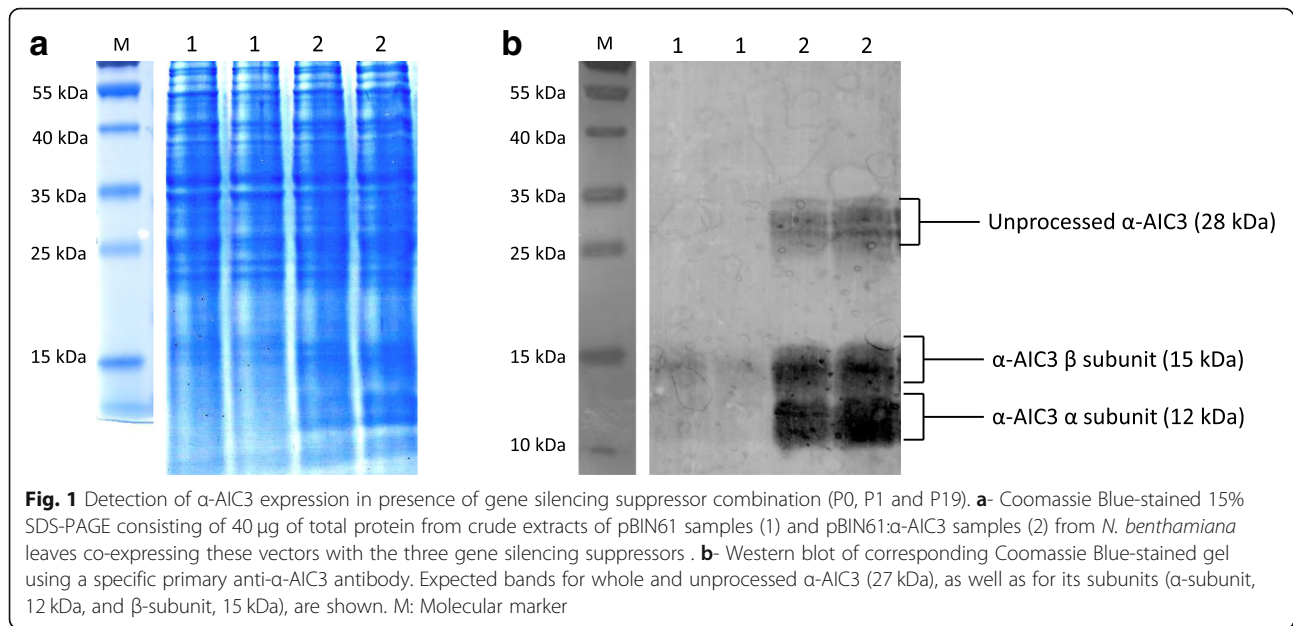 a M 1 1 2 2
55 kDa
40 kDa
35 kDa
25 kDa
15 kDa
b M 1 1 2 2
55 kDa
40 kDa
35 kDa
25 kDa
15 kDa
10 kDa
Unprocessed α-AIC3 (28 kDa)
α-AIC3 β subunit (15 kDa)
α-AIC3 α subunit (12 kDa)
Fig. 1 Detection of α-AIC3 expression in presence of gene silencing suppressor combination (P0, P1 and P19). a- Coomassie Blue-stained 15%
SDS-PAGE consisting of 40 μg of total protein from crude extracts of pBIN61 samples (1) and pBIN61:α-AIC3 samples (2) from N. benthamiana
leaves co-expressing these vectors with the three gene silencing suppressors . b- Western blot of corresponding Coomassie Blue-stained gel
using a specific primary anti-α-AIC3 antibody. Expected bands for whole and unprocessed α-AIC3 (27 kDa), as well as for its subunits (α-subunit,
12 kDa, and β-subunit, 15 kDa), are shown. M: Molecular marker